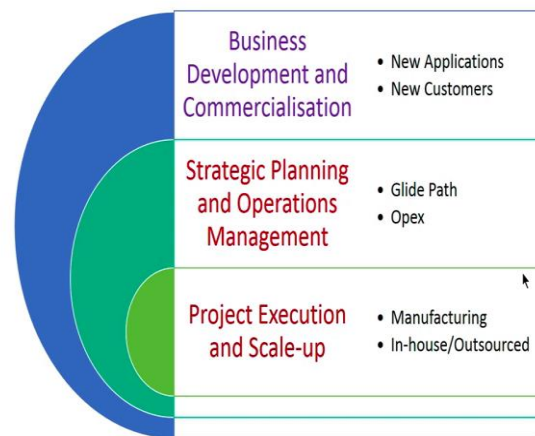 Business
Development and
Commercialisation
• New Applications
• New Customers
Strategic Planning
and Operations
Management
• Glide Path
• Opex
Project Execution
and Scale-up
• Manufacturing
• In-house/Outsourced